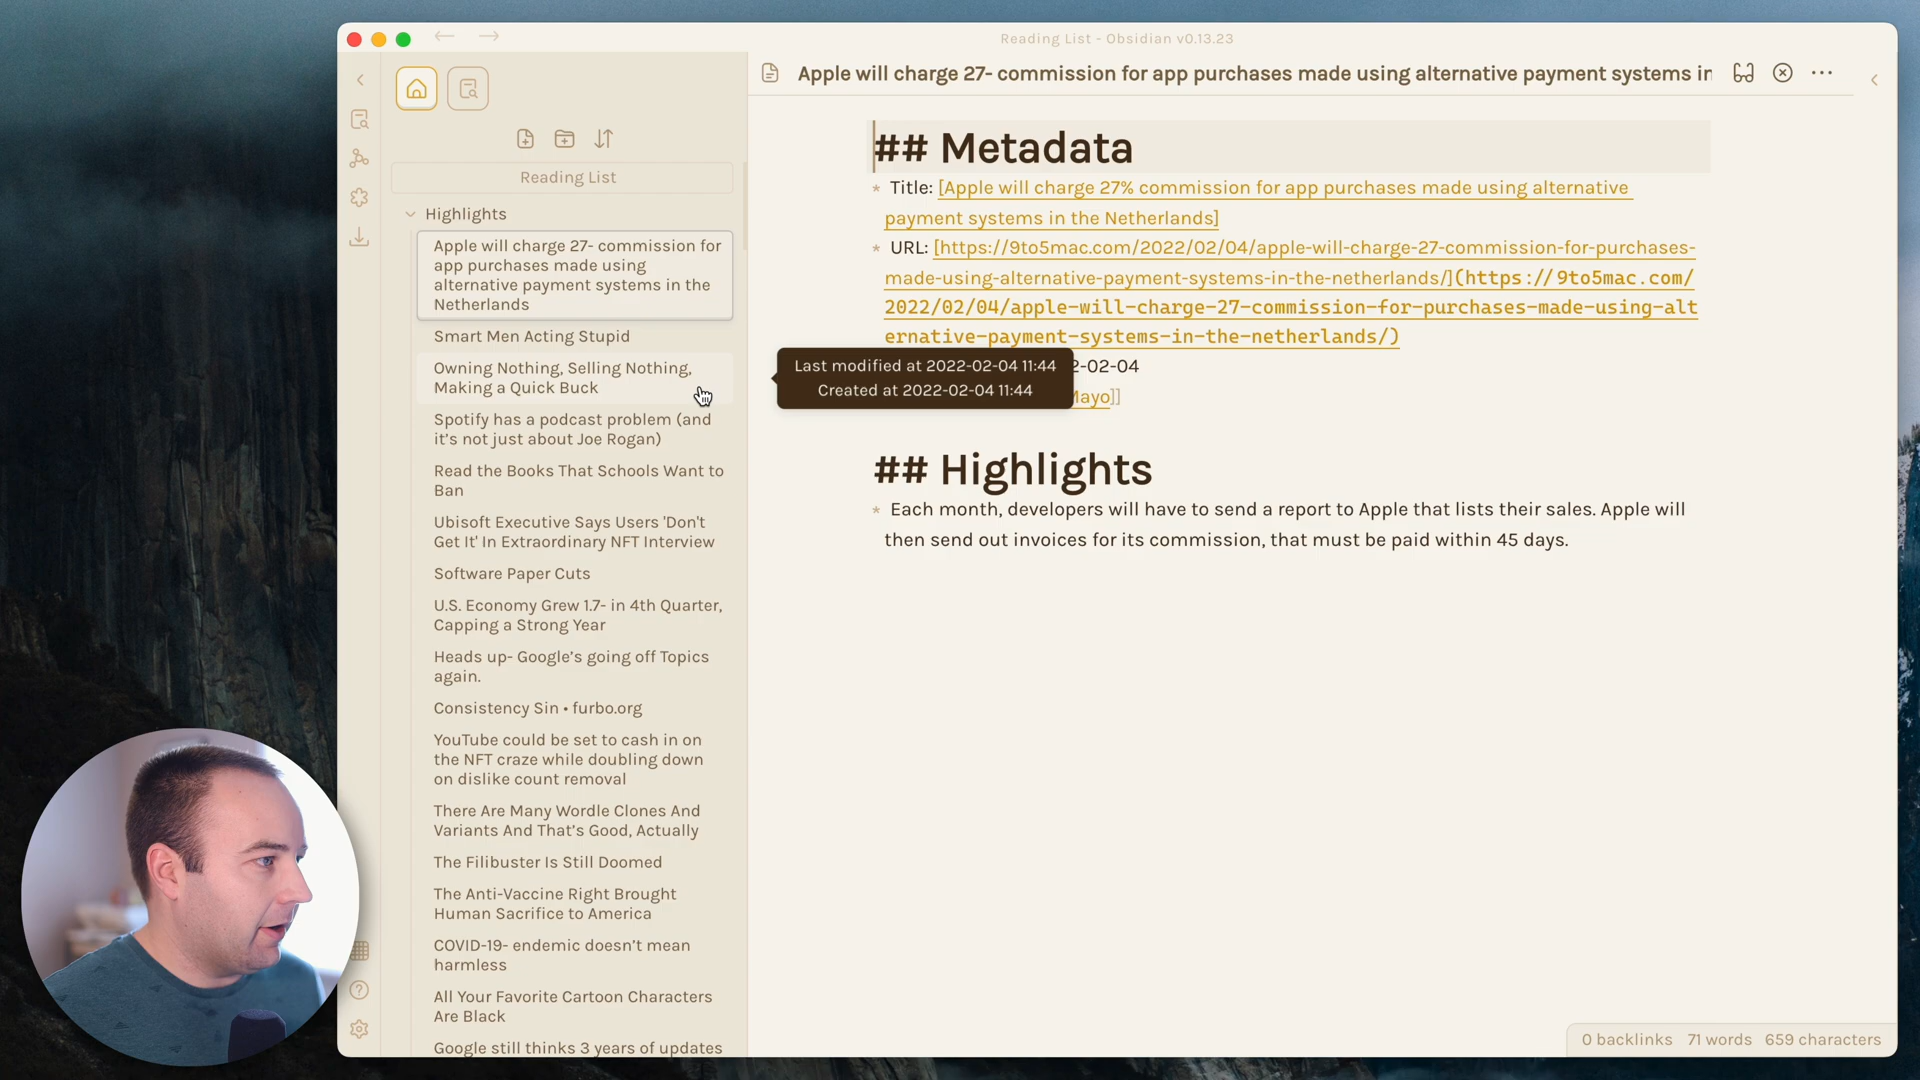 Reading List - Obsidian v0.13.23
Apple will charge 27- commission for app purchases made using alternative payment systems in
Reading List
Highlights
Apple will charge 27- commission for
app purchases made using
alternative payment systems in the
Netherlands
Smart Men Acting Stupid
Owning Nothing, Selling Nothing,
Making a Quick Buck
Spotify has a podcast problem (and
it's not just about Joe Rogan)
Read the Books That Schools Want to
Ban
Ubisoft Executive Says Users 'Don't
Get It' In Extraordinary NFT Interview
Software Paper Cuts
U.S. Economy Grew 1.7- in 4th Quarter,
Capping a Strong Year
Heads up- Google's going off Topics
again.
Consistency Sin • furbo.org
YouTube could be set to cash in on
the NFT craze while doubling down
on dislike count removal
There Are Many Wordle Clones And
Variants And That's Good, Actually
The Filibuster Is Still Doomed
The Anti-Vaccine Right Brought
Human Sacrifice to America
COVID-19- endemic doesn't mean
harmless
All Your Favorite Cartoon Characters
Are Black
Google still thinks 3 years of updates
## Metadata
* Title: [Apple will charge 27% commission for app purchases made using alternative
payment systems in the Netherlands]
* URL: [https://9to5mac.com/2022/02/04/apple-will-charge-27-commission-for-purchases-
made-using-alternative-payment-systems-in-the-netherlands/](https://9to5mac.com/
2022/02/04/apple-will-charge-27-commission-for-purchases-made-using-alt
ernative-payment-systems-in-the-netherlands/)
2-02-04
Mayo]]
Last modified at 2022-02-04 11:44
Created at 2022-02-04 11:44
## Highlights
* Each month, developers will have to send a report to Apple that lists their sales. Apple will
then send out invoices for its commission, that must be paid within 45 days.
0 backlinks 71 words 659 characters